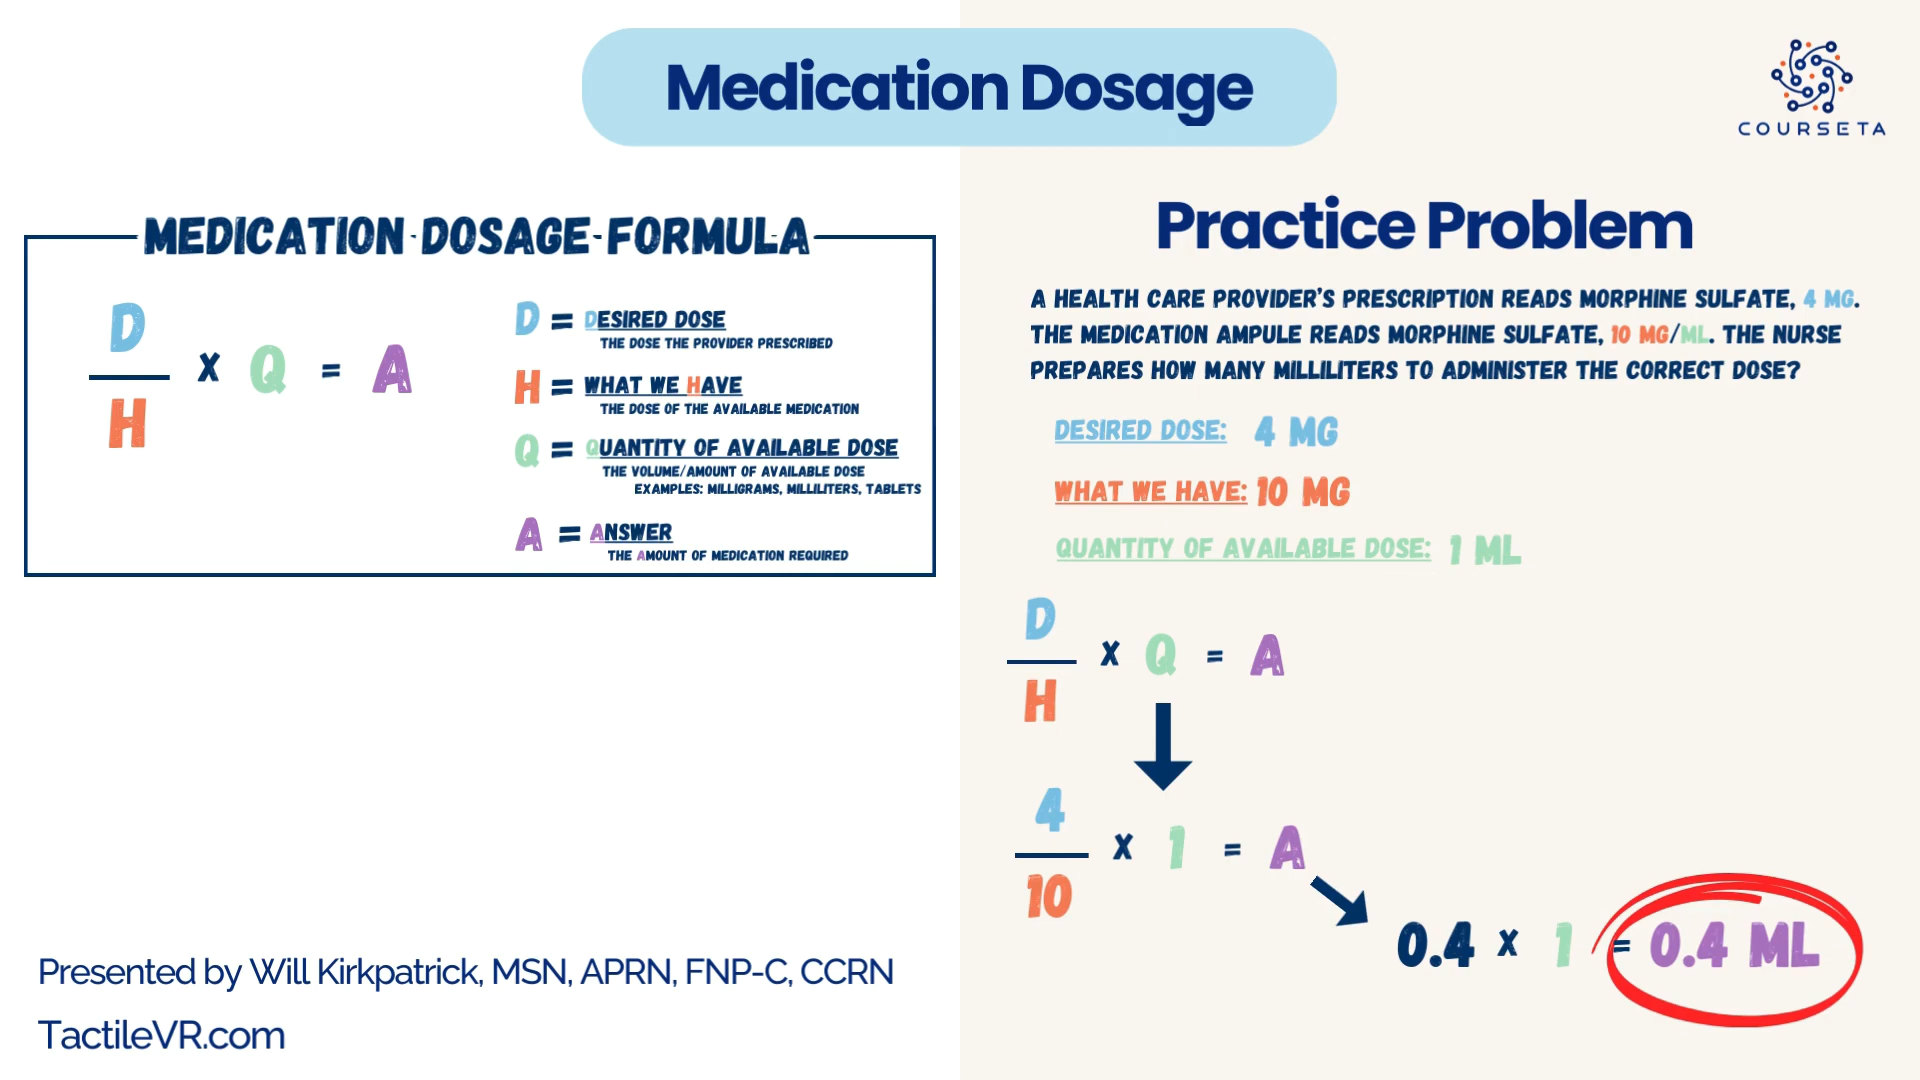 Medication Dosage
COURSETA
MEDICATION DOSAGE FORMULA
D
H
X Q = A
D = DESIRED DOSE
THE DOSE THE PROVIDER PRESCRIBED
H = WHAT WE HAVE
THE DOSE OF THE AVAILABLE MEDICATION
Q = QUANTITY OF AVAILABLE DOSE
THE VOLUME/AMOUNT OF AVAILABLE DOSE
EXAMPLES: MILLIGRAMS, MILLILITERS, TABLETS
A = ANSWER
THE AMOUNT OF MEDICATION REQUIRED
Presented by Will Kirkpatrick, MSN, APRN, FNP-C, CCRN
TactileVR.com
Practice Problem
A HEALTH CARE PROVIDER'S PRESCRIPTION READS MORPHINE SULFATE, 4 MG.
THE MEDICATION AMPULE READS MORPHINE SULFATE, 10 MG/ML. THE NURSE
PREPARES HOW MANY MILLILITERS TO ADMINISTER THE CORRECT DOSE?
DESIRED DOSE: 4 MG
WHAT WE HAVE: 10 MG
QUANTITY OF AVAILABLE DOSE: 1 ML
D
H
X Q = A
4
10
X 1 = A
0.4 X 1 = 0.4 ML